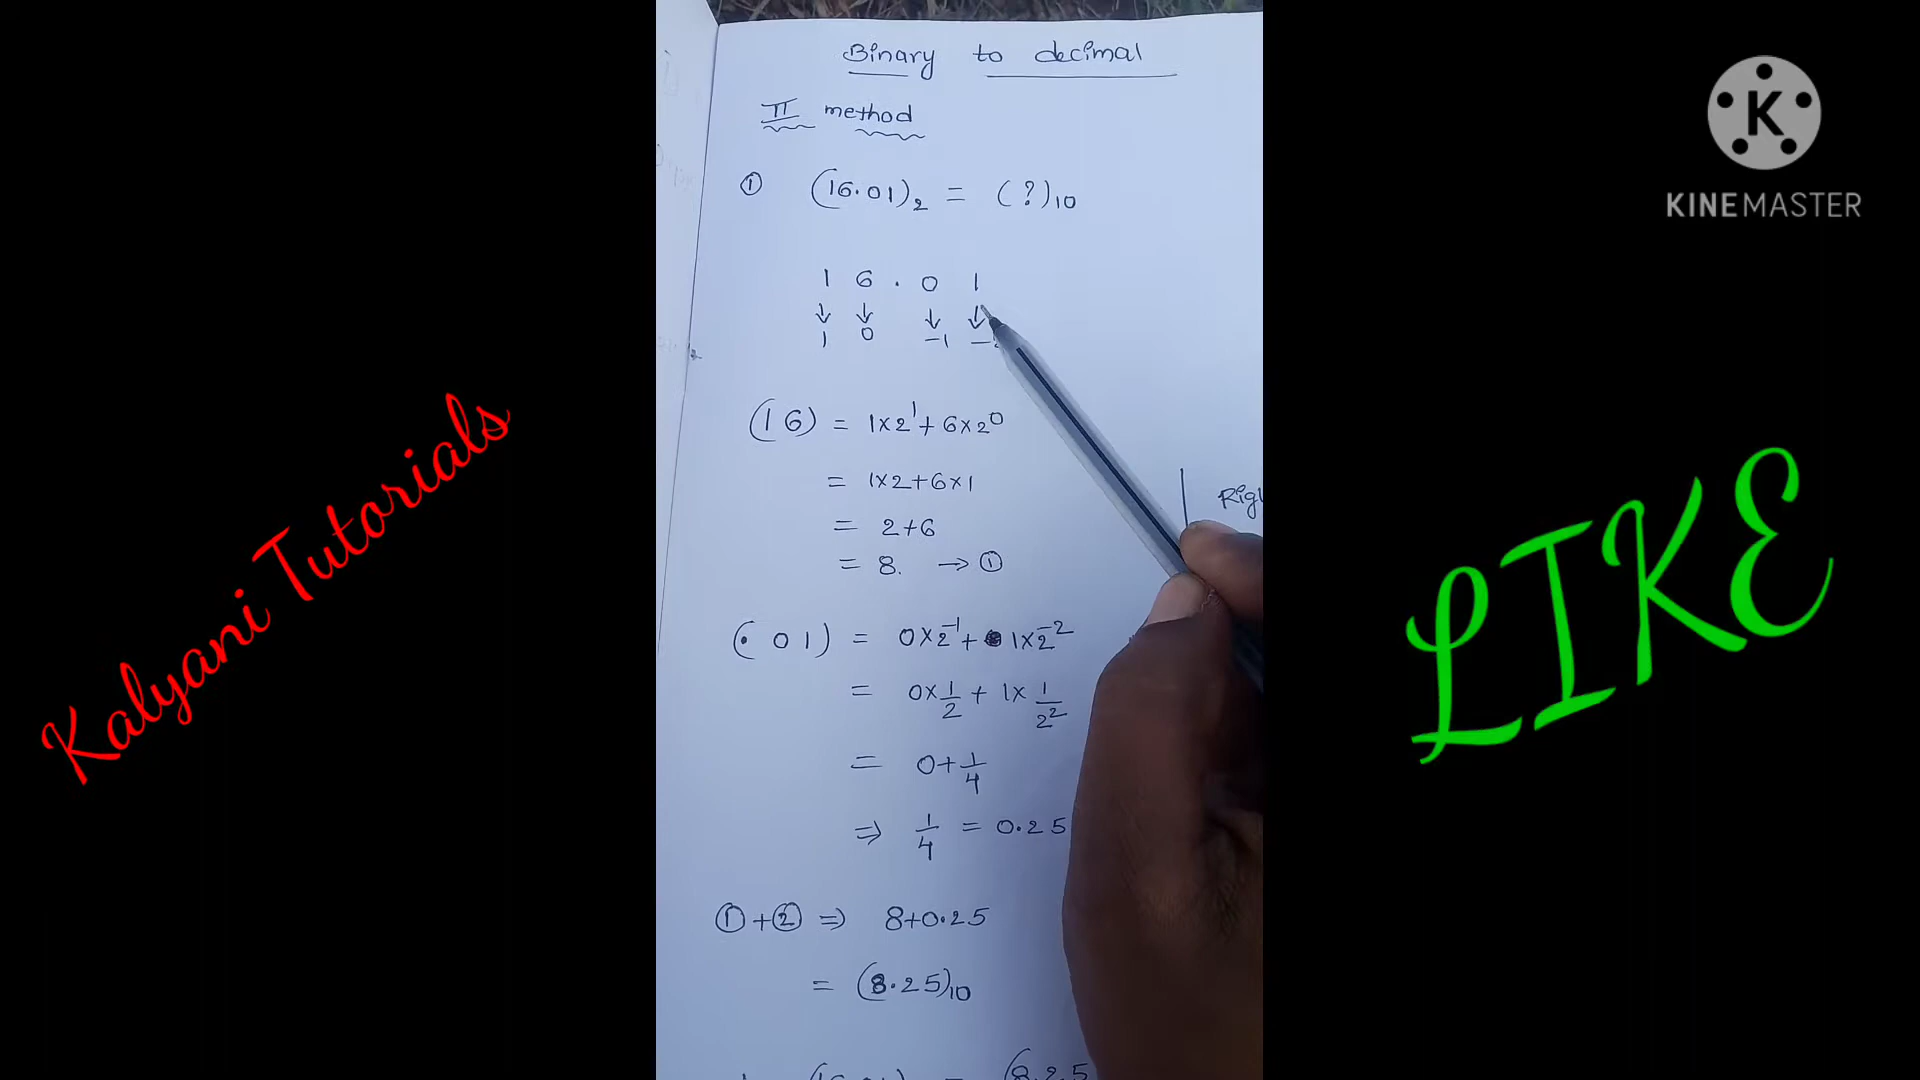 Binary to decimal
II method
① (16.01)₂ = (?)₁₀
1 6 . 0 1
↓ ↓ ↓ ↓
1 0 -1
(16) = 1×2¹+6×2⁰
= 1×2+6×1
= 2+6
= 8. → ①
(.01) = 0×2⁻¹+ 1×2⁻²
= 0×1/2 + 1×1/2²
= 0+1/4
⇒ 1/4 = 0.25
①+② ⇒ 8+0.25
= (8.25)₁₀
Kalyani Tutorials
LIKE
K
KINEMASTER